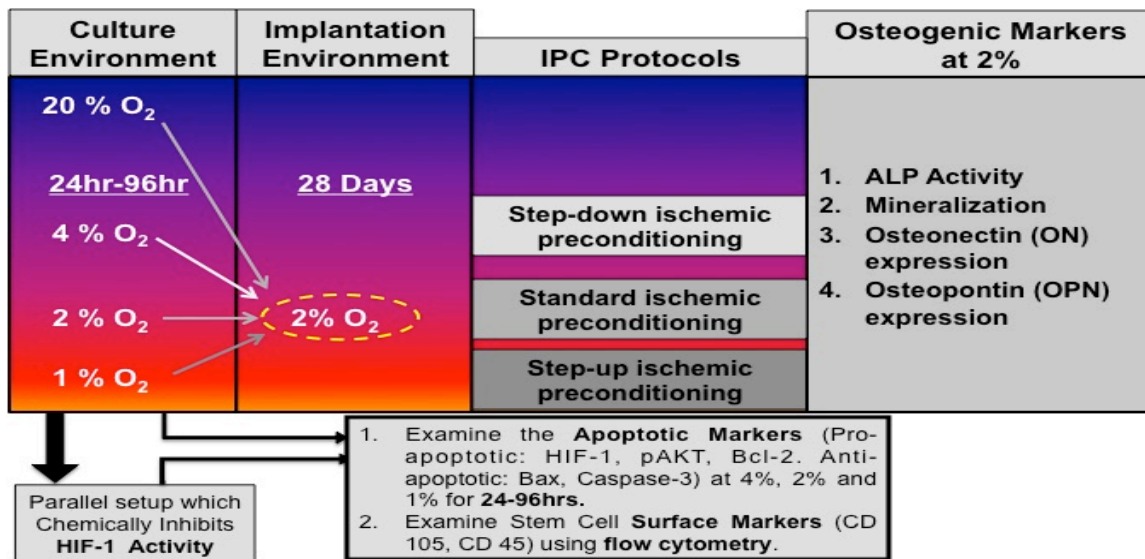 Culture
Environment
Implantation
Environment
IPC Protocols
Osteogenic Markers
at 2%
20 % O₂
24hr-96hr
4 % O₂
2 % O₂
1 % O₂
28 Days
2% O₂
Step-down ischemic
preconditioning
Standard ischemic
preconditioning
Step-up ischemic
preconditioning
1. ALP Activity
2. Mineralization
3. Osteonectin (ON)
expression
4. Osteopontin (OPN)
expression
Parallel setup which
Chemically Inhibits
HIF-1 Activity
1. Examine the Apoptotic Markers (Pro-
apoptotic: HIF-1, pAKT, Bcl-2. Anti-
apoptotic: Bax, Caspase-3) at 4%, 2% and
1% for 24-96hrs.
2. Examine Stem Cell Surface Markers (CD
105, CD 45) using flow cytometry.